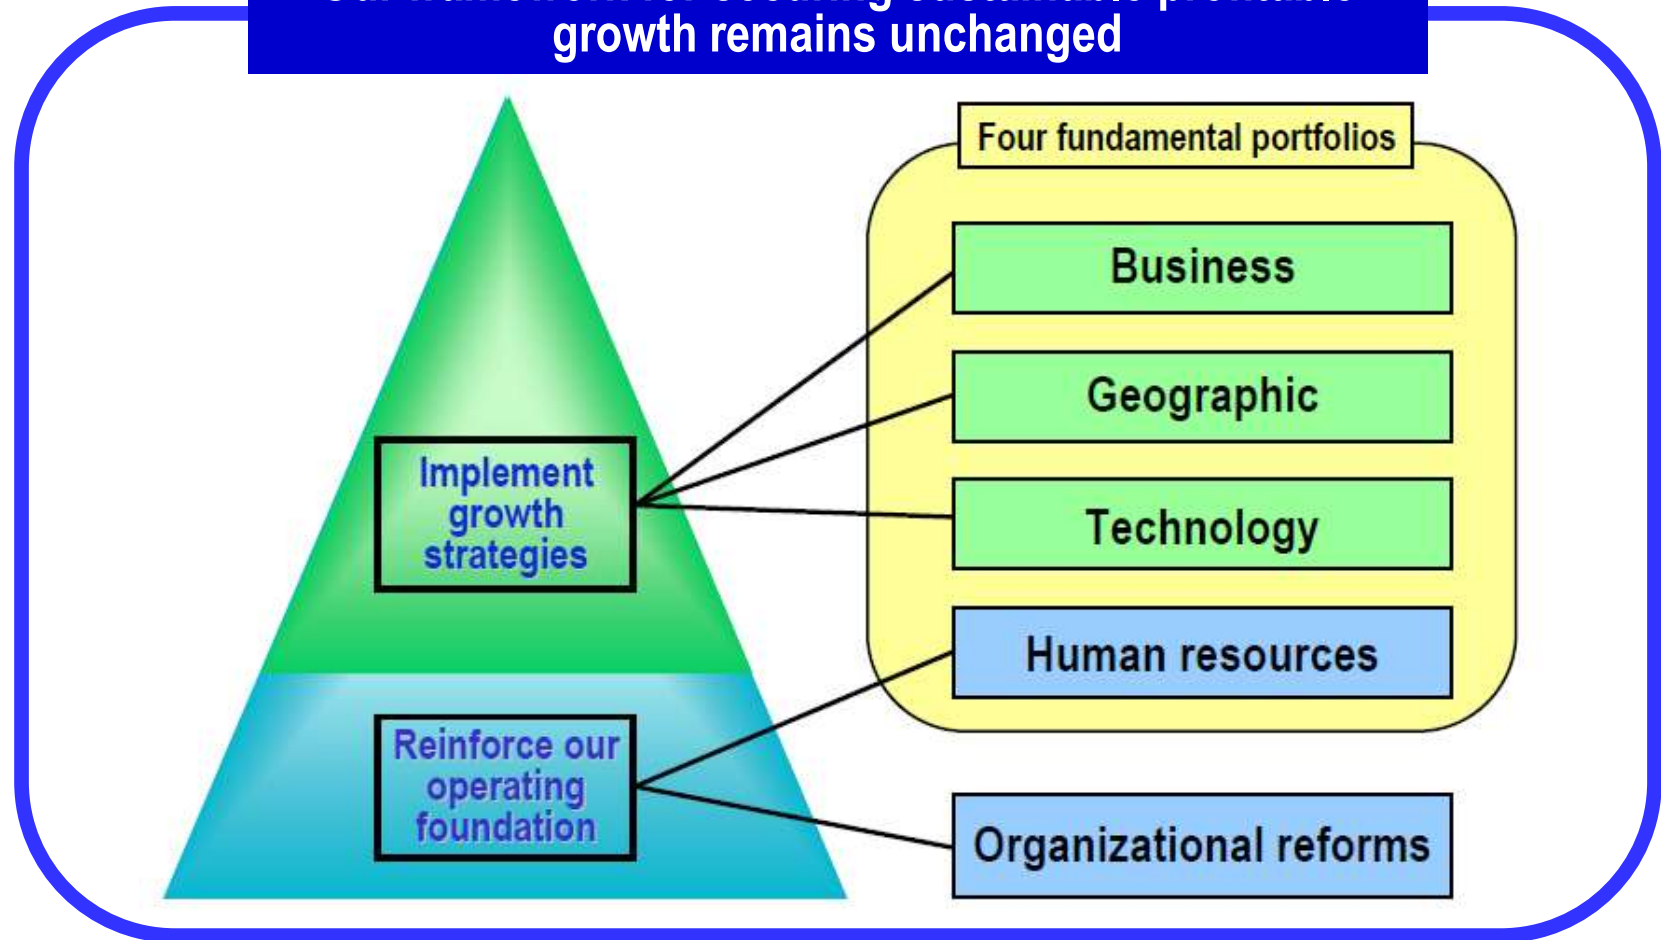 growth remains unchanged
Four fundamental portfolios
Business
Geographic
Technology
Human resources
Organizational reforms
Implement
growth
strategies
Reinforce our
operating
foundation